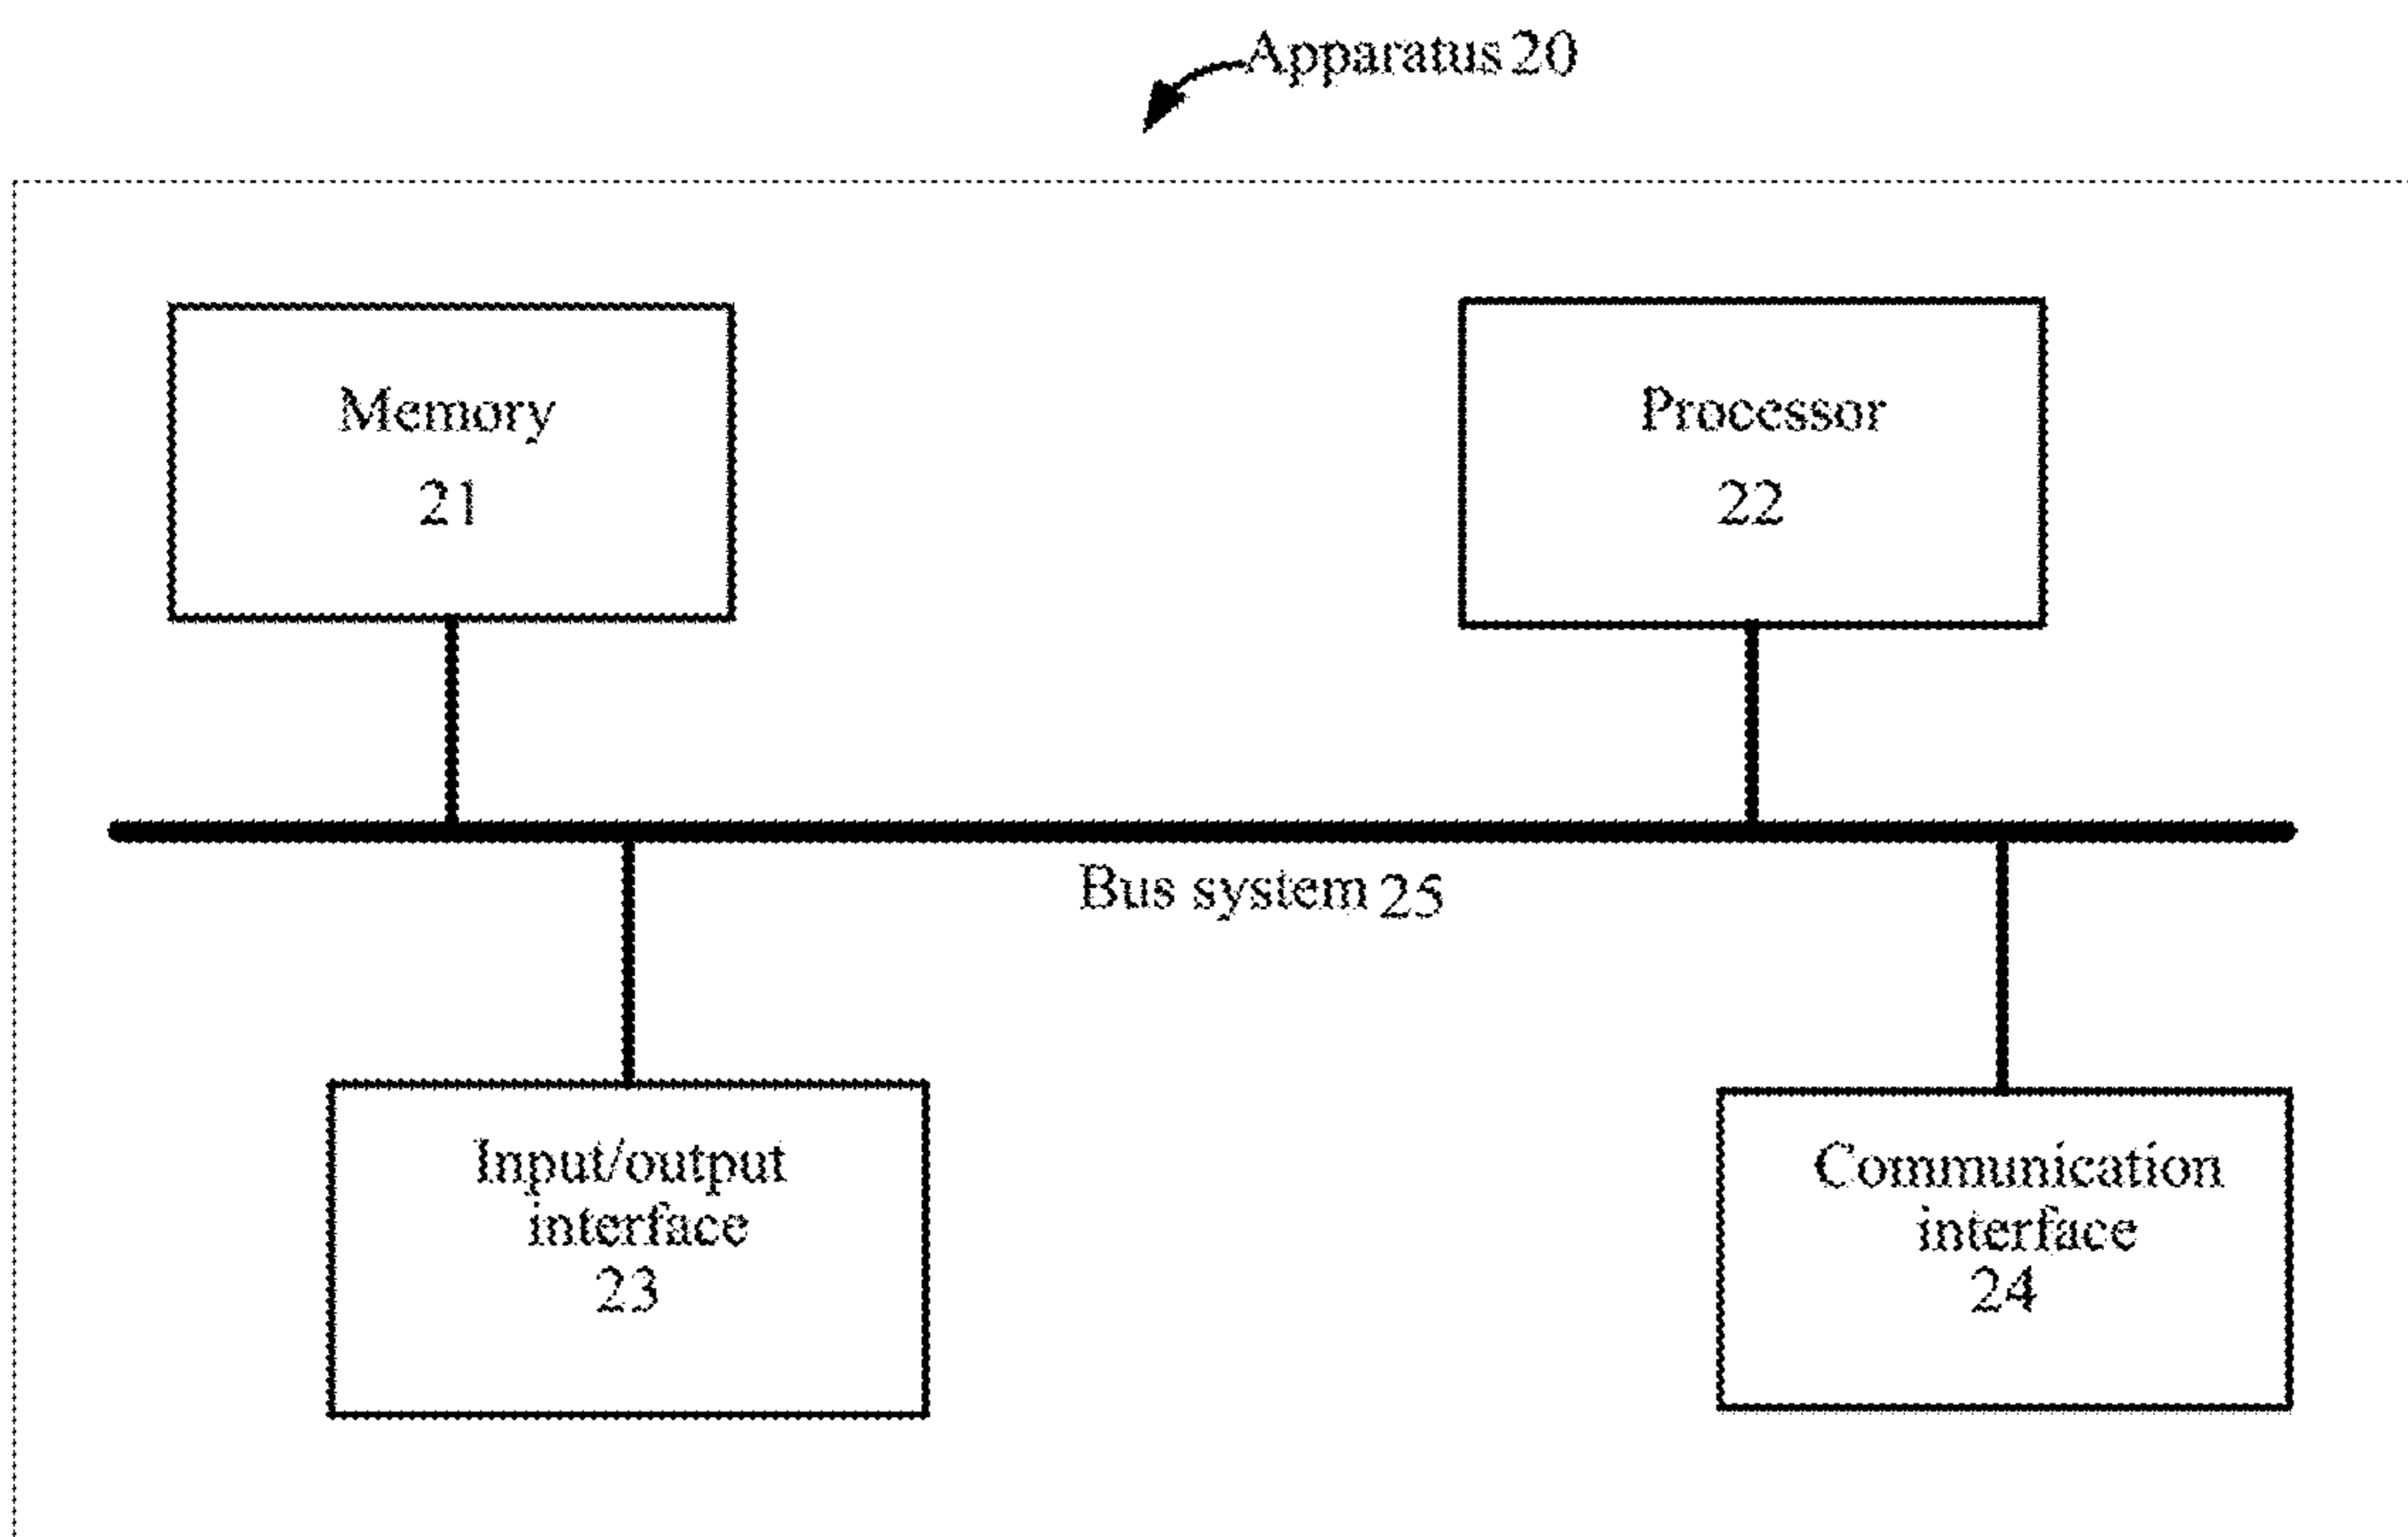 Apparatus 20
Memory
21
Processor
22
Bus system 25
Input/output
interface
23
Communication
interface
24